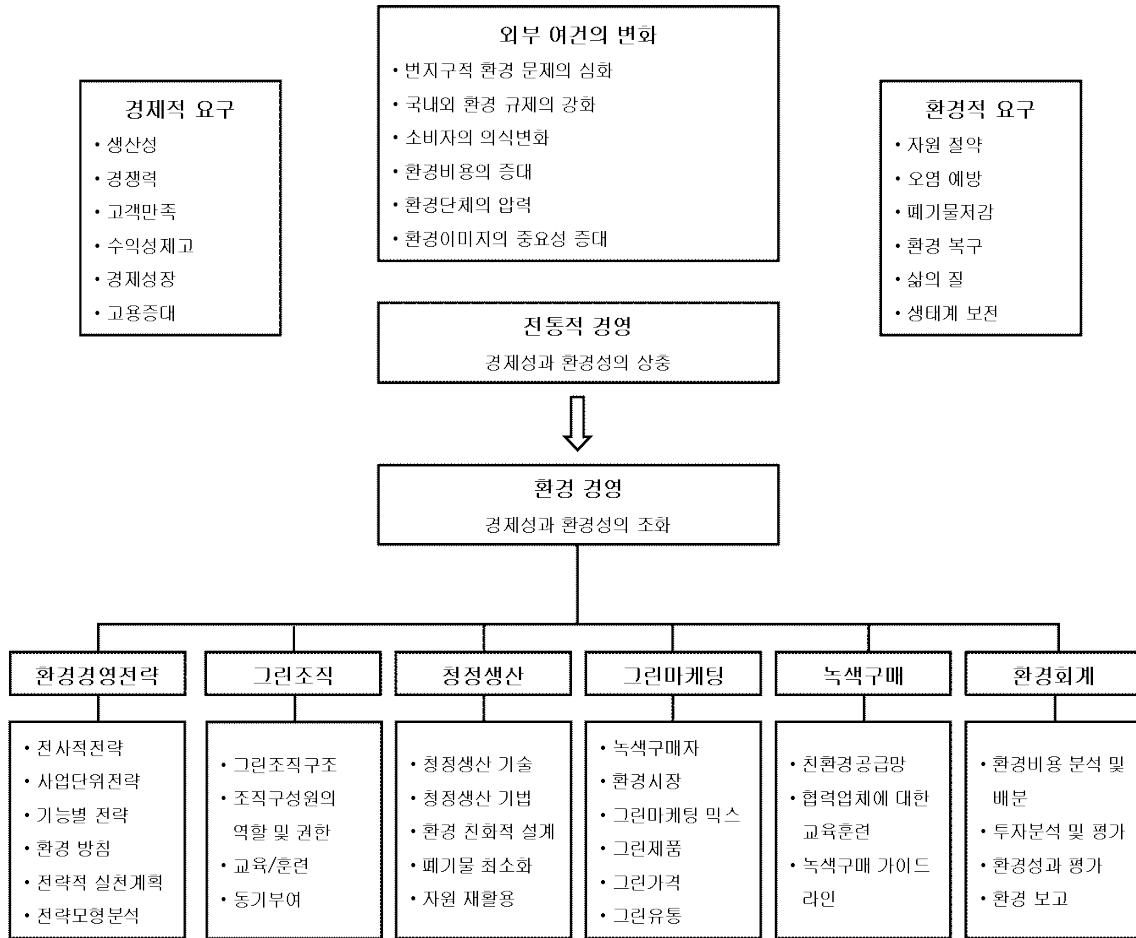 외부 여건의 변화
• 번지구적 환경 문제의 심화
• 국내외 환경 규제의 강화
• 소비자의 의식변화
• 환경비용의 증대
• 환경단체의 압력
• 환경이미지의 중요성 증대
경제적 요구
• 생산성
• 경쟁력
• 고객만족
• 수익성제고
• 경제성장
• 고용증대
환경적 요구
• 자원 절약
• 오염 예방
• 폐기물저감
• 환경 복구
• 삶의 질
• 생태계 보전
전통적 경영
경제성과 환경성의 상충
환경 경영
경제성과 환경성의 조화
환경경영전략
• 전사적전략
• 사업단위전략
• 기능별 전략
• 환경 방침
• 전략적 실천계획
• 전략모형분석
그린조직
• 그린조직구조
• 조직구성원의
역할 및 권한
• 교육/훈련
• 동기부여
청정생산
• 청정생산 기술
• 청정생산 기법
• 환경 친화적 설계
• 폐기물 최소화
• 자원 재활용
그린마케팅
• 녹색구매자
• 환경시장
• 그린마케팅 믹스
• 그린제품
• 그린가격
• 그린유통
녹색구매
• 친환경공급망
• 협력업체에 대한
교육훈련
• 녹색구매 가이드
라인
환경회계
• 환경비용 분석 및
배분
• 투자분석 및 평가
• 환경성과 평가
• 환경 보고